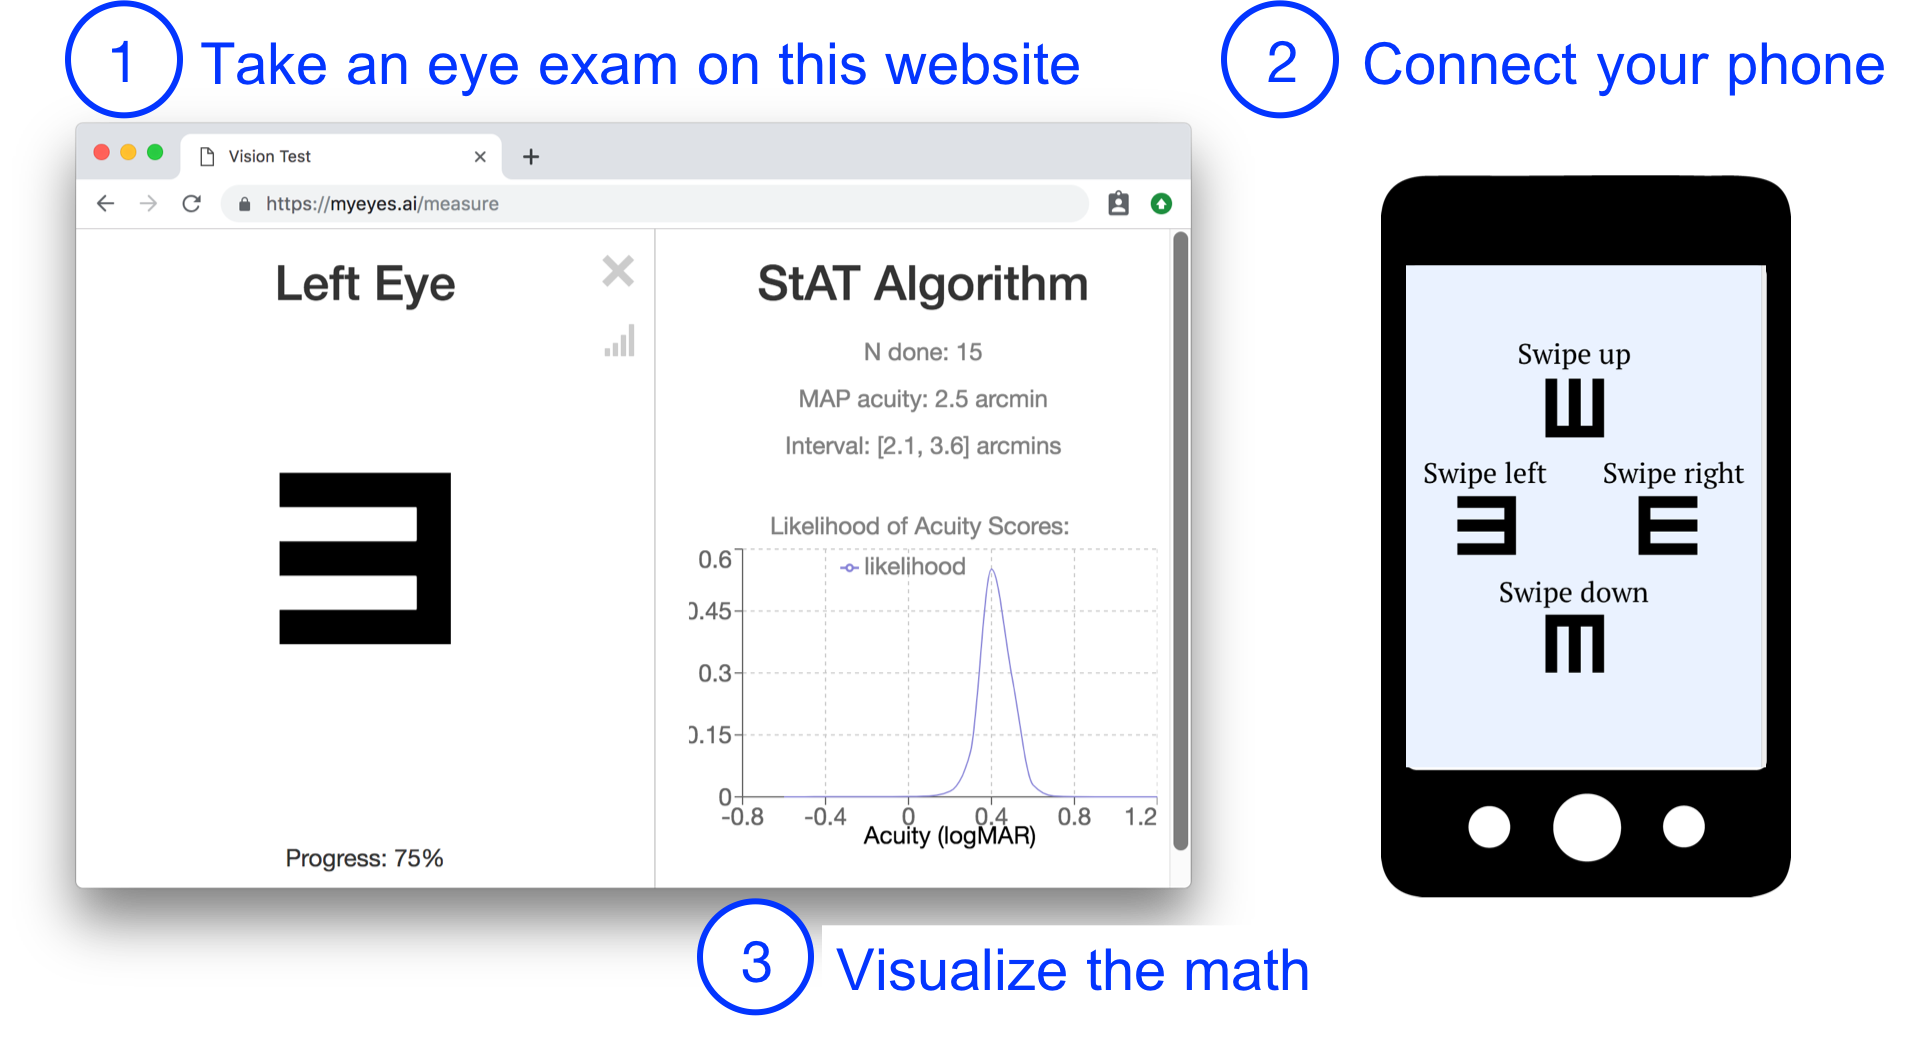 1 Take an eye exam on this website
2 Connect your phone
Vision Test
https://myeyes.ai/measure
Left Eye
Progress: 75%
StAT Algorithm
N done: 15
MAP acuity: 2.5 arcmin
Interval: [2.1, 3.6] arcmins
Likelihood of Acuity Scores:
likelihood
0.6
0.45
0.3
0.15
0
-0.8 -0.4 0 0.4 0.8 1.2
Acuity (logMAR)
Swipe up
Swipe left Swipe right
Swipe down
3 Visualize the math